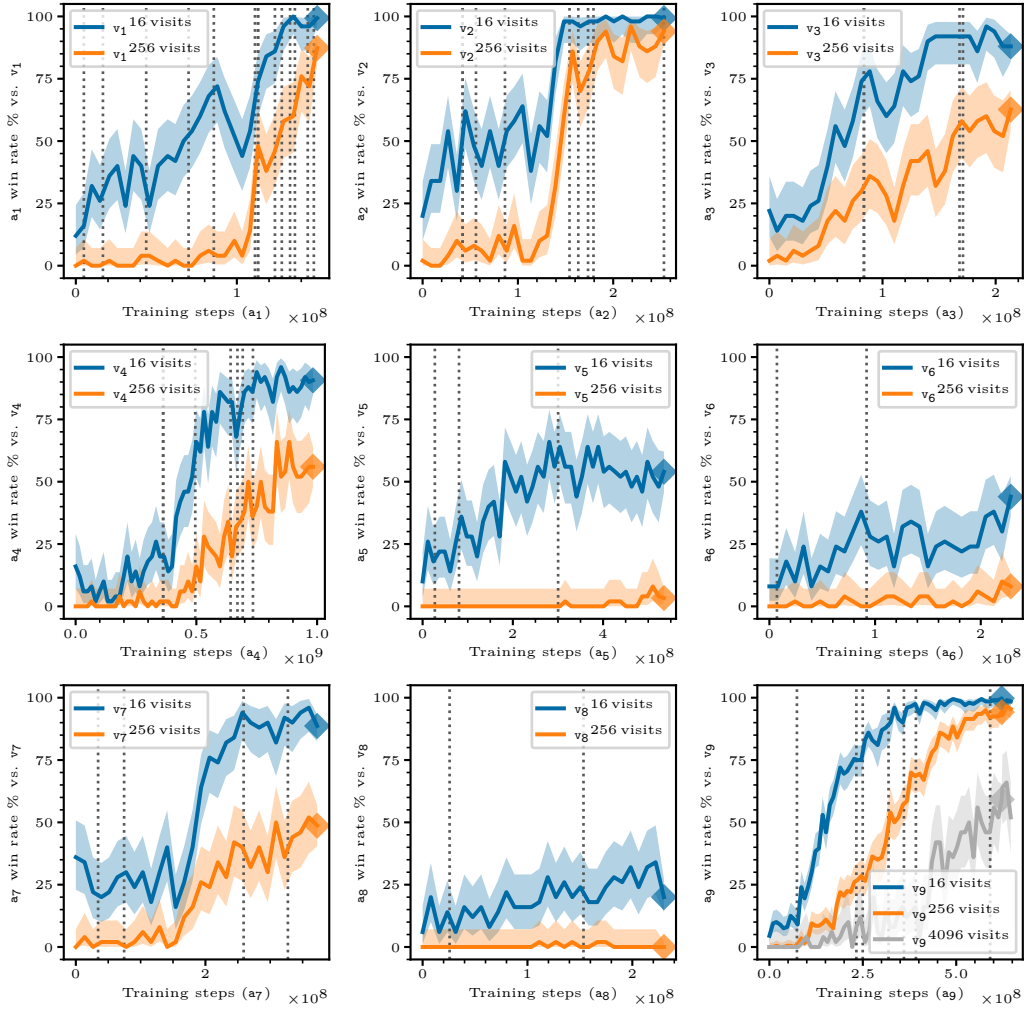 100
75
50
25
0
a1 win rate % vs. v1
v1 16 visits
v1 256 visits
0
1
Training steps (a1)
×10^8
100
75
50
25
0
a2 win rate % vs. v2
v2 16 visits
v2 256 visits
0
1
2
Training steps (a2)
×10^8
100
75
50
25
0
a3 win rate % vs. v3
v3 16 visits
v3 256 visits
0
1
2
Training steps (a3)
×10^8
100
75
50
25
0
a4 win rate % vs. v4
v4 16 visits
v4 256 visits
0.0
0.5
1.0
Training steps (a4)
×10^9
100
75
50
25
0
a5 win rate % vs. v5
v5 16 visits
v5 256 visits
0
2
4
Training steps (a5)
×10^8
100
75
50
25
0
a6 win rate % vs. v6
v6 16 visits
v6 256 visits
0
1
2
Training steps (a6)
×10^8
100
75
50
25
0
a7 win rate % vs. v7
v7 16 visits
v7 256 visits
0
2
Training steps (a7)
×10^8
100
75
50
25
0
a8 win rate % vs. v8
v8 16 visits
v8 256 visits
0
1
2
Training steps (a8)
×10^8
100
75
50
25
0
a9 win rate % vs. v9
v9 16 visits
v9 256 visits
v9 4096 visits
0.0
2.5
5.0
Training steps (a9)
×10^8